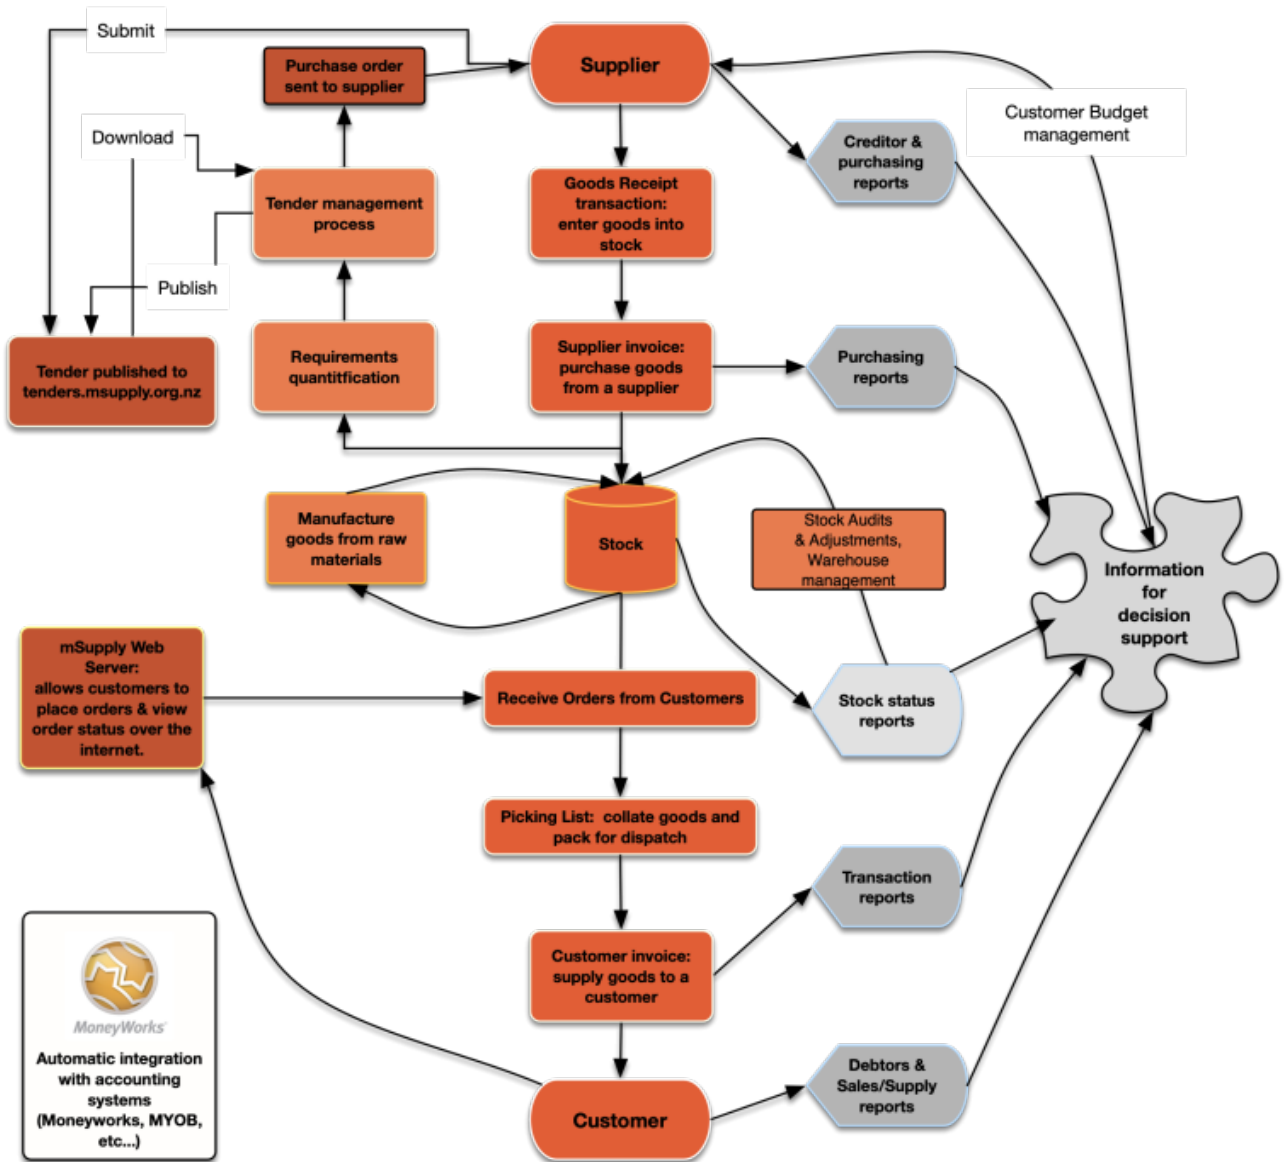 Submit
Purchase order
sent to supplier
Supplier
Customer Budget
management
Download
Creditor &
purchasing
reports
Tender management
process
Goods Receipt
transaction:
enter goods into
stock
Publish
Tender published to
tenders.msupply.org.nz
Requirements
quantitfication
Supplier invoice:
purchase goods
from a supplier
Purchasing
reports
Manufacture
goods from raw
materials
Stock
Stock Audits
& Adjustments,
Warehouse
management
Information
for
decision
support
mSupply Web
Server:
allows customers to
place orders & view
order status over the
internet.
Receive Orders from Customers
Stock status
reports
Picking List:  collate goods and
pack for dispatch
Transaction
reports
Customer invoice:
supply goods to a
customer
MoneyWorks
Automatic integration
with accounting
systems
(Moneyworks, MYOB,
etc...)
Debtors &
Sales/Supply
reports
Customer